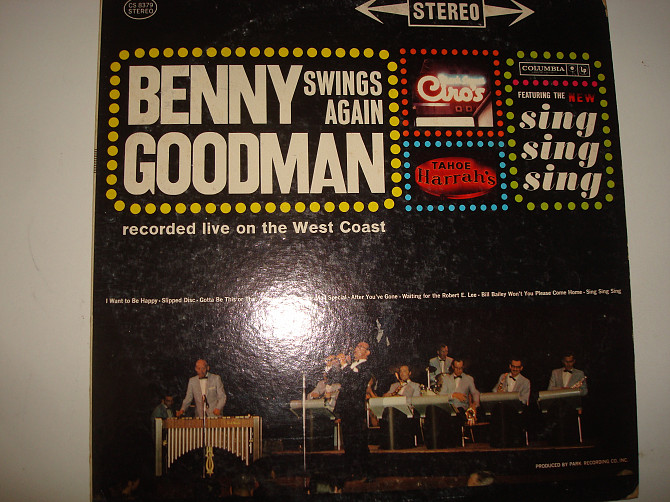 CS 8379
STEREO
STEREO
BENNY
GOODMAN
SWINGS
AGAIN
Ciro's
TAHOE
Harrah's
COLUMBIA
FEATURING THE NEW
sing
sing
sing
recorded live on the West Coast
I Want to Be Happy • Slipped Disc • Gotta Be This or That Special • After You've Gone • Waiting for the Robert E. Lee • Bill Bailey Won't You Please Come Home • Sing Sing Sing
PRODUCED BY PARK RECORDING CO., INC.